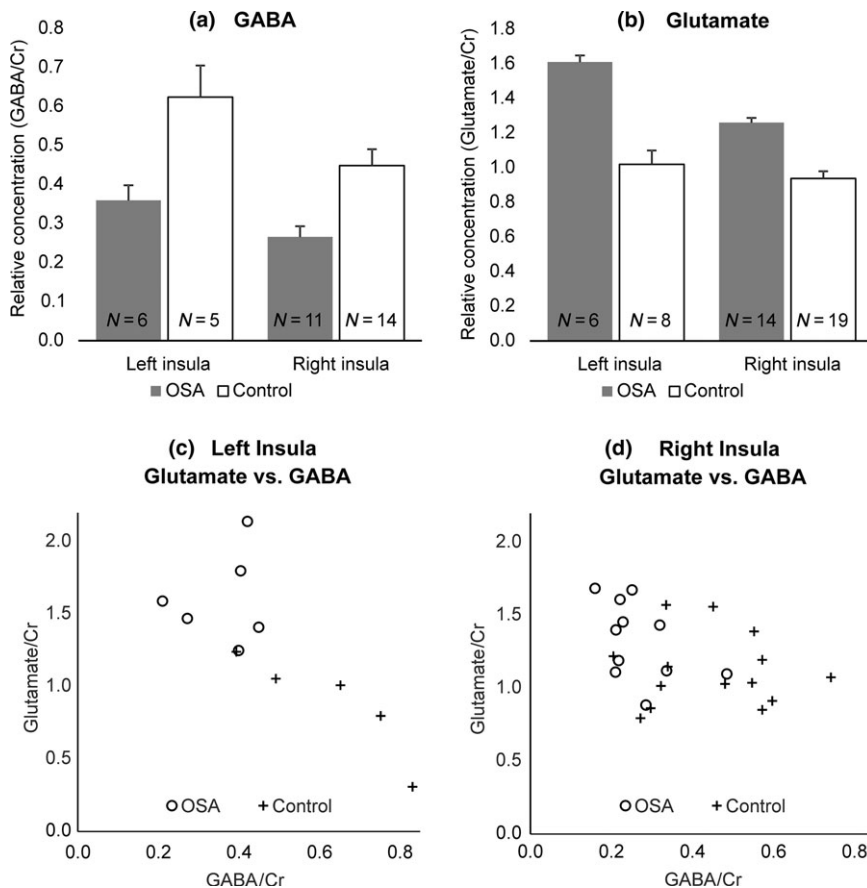 (a) GABA
Relative concentration (GABA/Cr)
0.8
0.7
0.6
0.5
0.4
0.3
0.2
0.1
0.0
N = 6
N = 5
N = 11
N = 14
Left insula
Right insula
OSA Control
(b) Glutamate
Relative concentration (Glutamate/Cr)
1.8
1.6
1.4
1.2
1.0
0.8
0.6
0.4
0.2
0.0
N = 6
N = 8
N = 14
N = 19
Left insula
Right insula
OSA Control
(c) Left Insula
Glutamate vs. GABA
Glutamate/Cr
2.0
1.5
1.0
0.5
0.0
OSA Control
0.0 0.2 0.4 0.6 0.8
GABA/Cr
(d) Right Insula
Glutamate vs. GABA
Glutamate/Cr
2.0
1.5
1.0
0.5
0.0
OSA Control
0.0 0.2 0.4 0.6 0.8
GABA/Cr